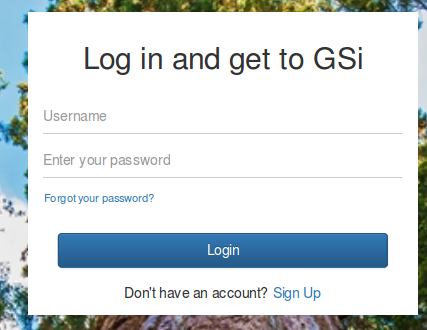 Log in and get to GSi
Username
Enter your password
Forgot your password?
Login
Don't have an account? Sign Up